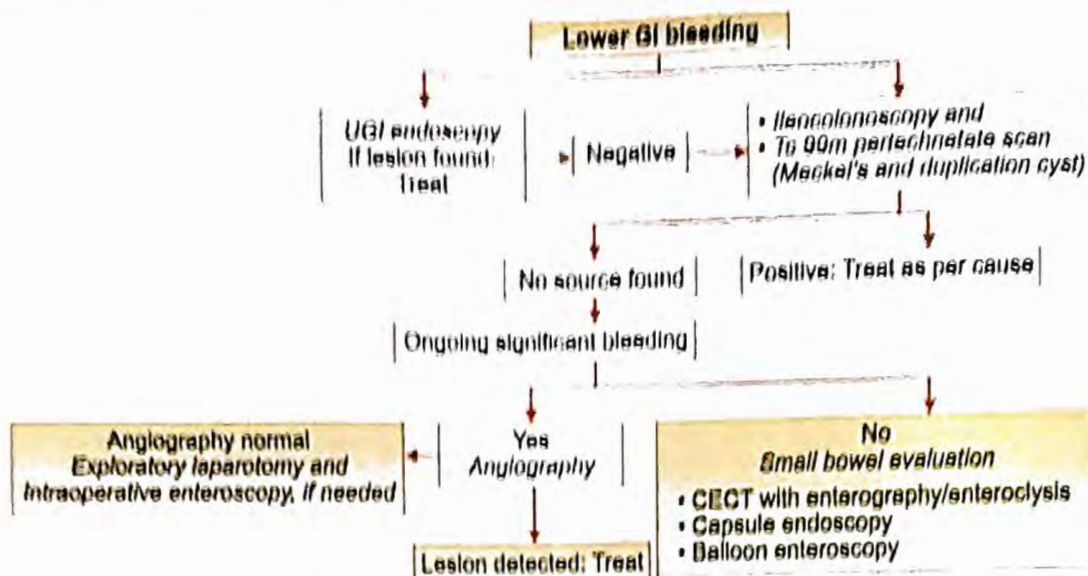 Lower GI bleeding
UGI endoscopy
If lesion found:
Treat
Negative
• Ileocolonoscopy and
• Tc 99m pertechnetate scan
(Meckel's and duplication cyst)
No source found
Positive: Treat as per cause
Ongoing significant bleeding
Angiography normal
Exploratory laparotomy and
Intraoperative enteroscopy, if needed
Yes
Angiography
No
Small bowel evaluation
• CECT with enterography/enteroclysis
• Capsule endoscopy
• Balloon enteroscopy
Lesion detected: Treat